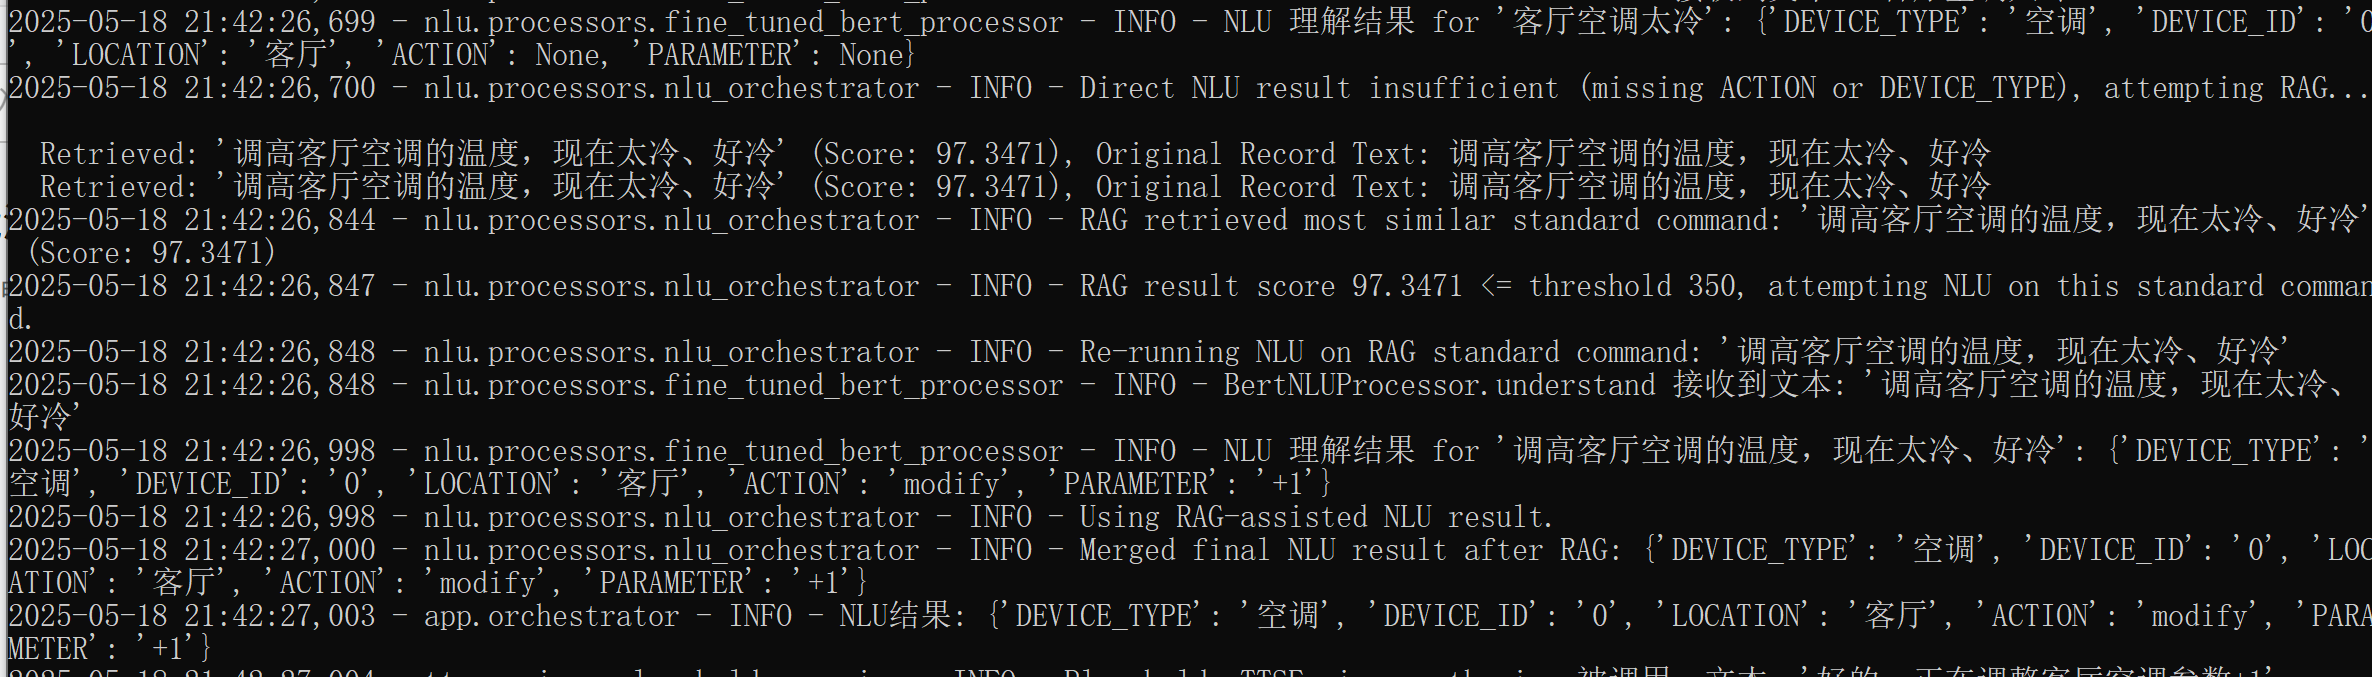 2025-05-18 21:42:26,699 - nlu.processors.fine_tuned_bert_processor - INFO - NLU 理解结果 for '客厅空调太冷': {'DEVICE_TYPE': '空调', 'DEVICE_ID': '0
', 'LOCATION': '客厅', 'ACTION': None, 'PARAMETER': None}
2025-05-18 21:42:26,700 - nlu.processors.nlu_orchestrator - INFO - Direct NLU result insufficient (missing ACTION or DEVICE_TYPE), attempting RAG...
Retrieved: '调高客厅空调的温度，现在太冷、好冷' (Score: 97.3471), Original Record Text: 调高客厅空调的温度，现在太冷、好冷
Retrieved: '调高客厅空调的温度，现在太冷、好冷' (Score: 97.3471), Original Record Text: 调高客厅空调的温度，现在太冷、好冷
2025-05-18 21:42:26,844 - nlu.processors.nlu_orchestrator - INFO - RAG retrieved most similar standard command: '调高客厅空调的温度，现在太冷、好冷'
(Score: 97.3471)
2025-05-18 21:42:26,847 - nlu.processors.nlu_orchestrator - INFO - RAG result score 97.3471 <= threshold 350, attempting NLU on this standard comman
d.
2025-05-18 21:42:26,848 - nlu.processors.nlu_orchestrator - INFO - Re-running NLU on RAG standard command: '调高客厅空调的温度，现在太冷、好冷'
2025-05-18 21:42:26,848 - nlu.processors.fine_tuned_bert_processor - INFO - BertNLUProcessor.understand 接收到文本: '调高客厅空调的温度，现在太冷、
好冷'
2025-05-18 21:42:26,998 - nlu.processors.fine_tuned_bert_processor - INFO - NLU 理解结果 for '调高客厅空调的温度，现在太冷、好冷': {'DEVICE_TYPE': '
空调', 'DEVICE_ID': '0', 'LOCATION': '客厅', 'ACTION': 'modify', 'PARAMETER': '+1'}
2025-05-18 21:42:26,998 - nlu.processors.nlu_orchestrator - INFO - Using RAG-assisted NLU result.
2025-05-18 21:42:27,000 - nlu.processors.nlu_orchestrator - INFO - Merged final NLU result after RAG: {'DEVICE_TYPE': '空调', 'DEVICE_ID': '0', 'LOC
ATION': '客厅', 'ACTION': 'modify', 'PARAMETER': '+1'}
2025-05-18 21:42:27,003 - app.orchestrator - INFO - NLU结果: {'DEVICE_TYPE': '空调', 'DEVICE_ID': '0', 'LOCATION': '客厅', 'ACTION': 'modify', 'PARA
METER': '+1'}